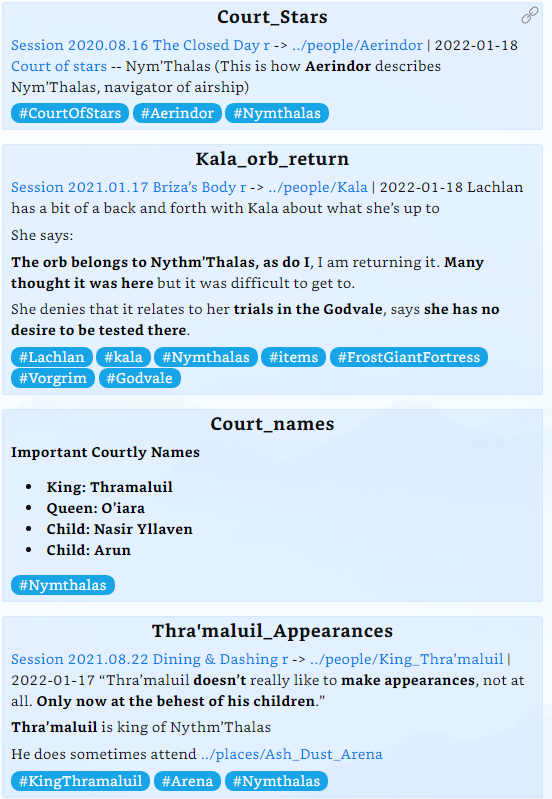 Court_Stars
Session 2020.08.16 The Closed Day r -> ../people/Aerindor | 2022-01-18
Court of stars -- Nym’Thalas (This is how Aerindor describes
Nym’Thalas, navigator of airship)
#CourtOfStars #Aerindor #Nymthalas
Kala_orb_return
Session 2021.01.17 Briza’s Body r -> ../people/Kala | 2022-01-18 Lachlan
has a bit of a back and forth with Kala about what she’s up to
She says:
The orb belongs to Nythm’Thalas, as do I, I am returning it. Many
thought it was here but it was difficult to get to.
She denies that it relates to her trials in the Godvale, says she has no
desire to be tested there.
#Lachlan #kala #Nymthalas #items #FrostGiantFortress
#Vorgrim #Godvale
Court_names
Important Courtly Names
• King: Thramaluil
• Queen: O’iara
• Child: Nasir Yllaven
• Child: Arun
#Nymthalas
Thra'maluil_Appearances
Session 2021.08.22 Dining & Dashing r -> ../people/King_Thra’maluil |
2022-01-17 “Thra’maluil doesn’t really like to make appearances, not at
all. Only now at the behest of his children.”
Thra’maluil is king of Nythm’Thalas
He does sometimes attend ../places/Ash_Dust_Arena
#KingThramaluil #Arena #Nymthalas